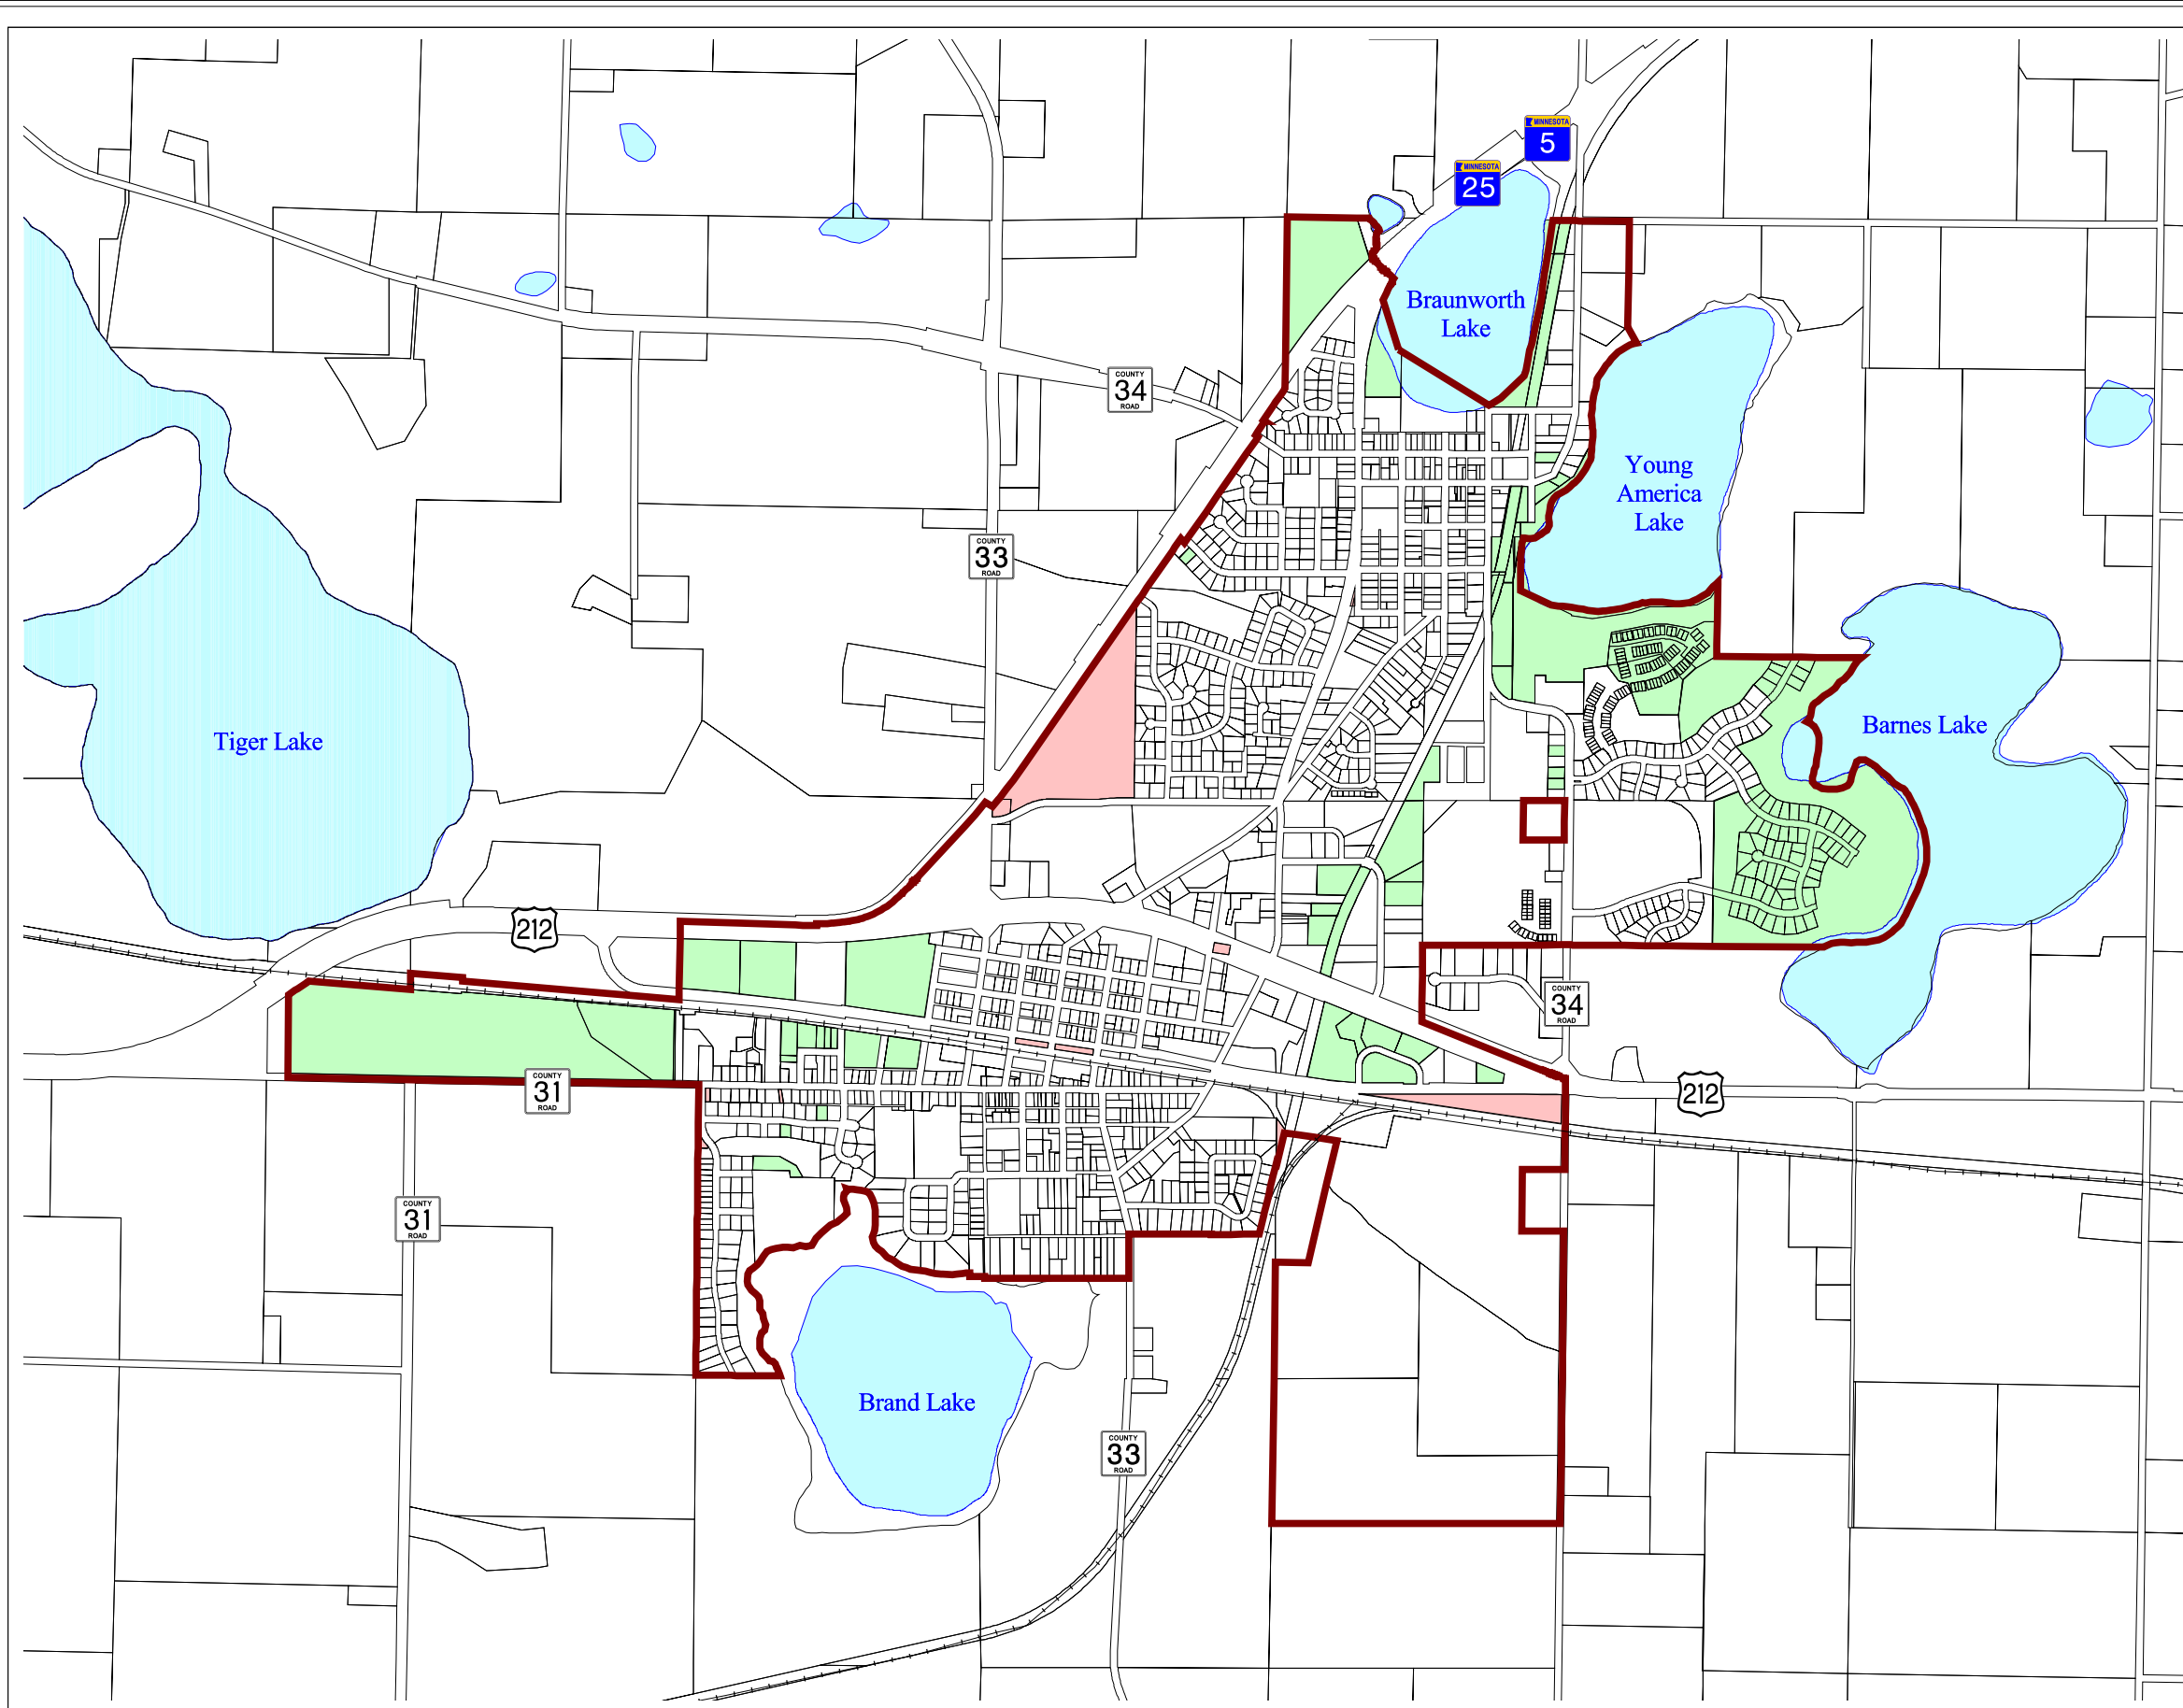 MINNESOTA
5
MINNESOTA
25
Braunworth
Lake
COUNTY
34
ROAD
Young
America
Lake
COUNTY
33
ROAD
Tiger Lake
Barnes Lake
212
COUNTY
34
ROAD
COUNTY
31
ROAD
212
COUNTY
31
ROAD
Brand Lake
COUNTY
33
ROAD